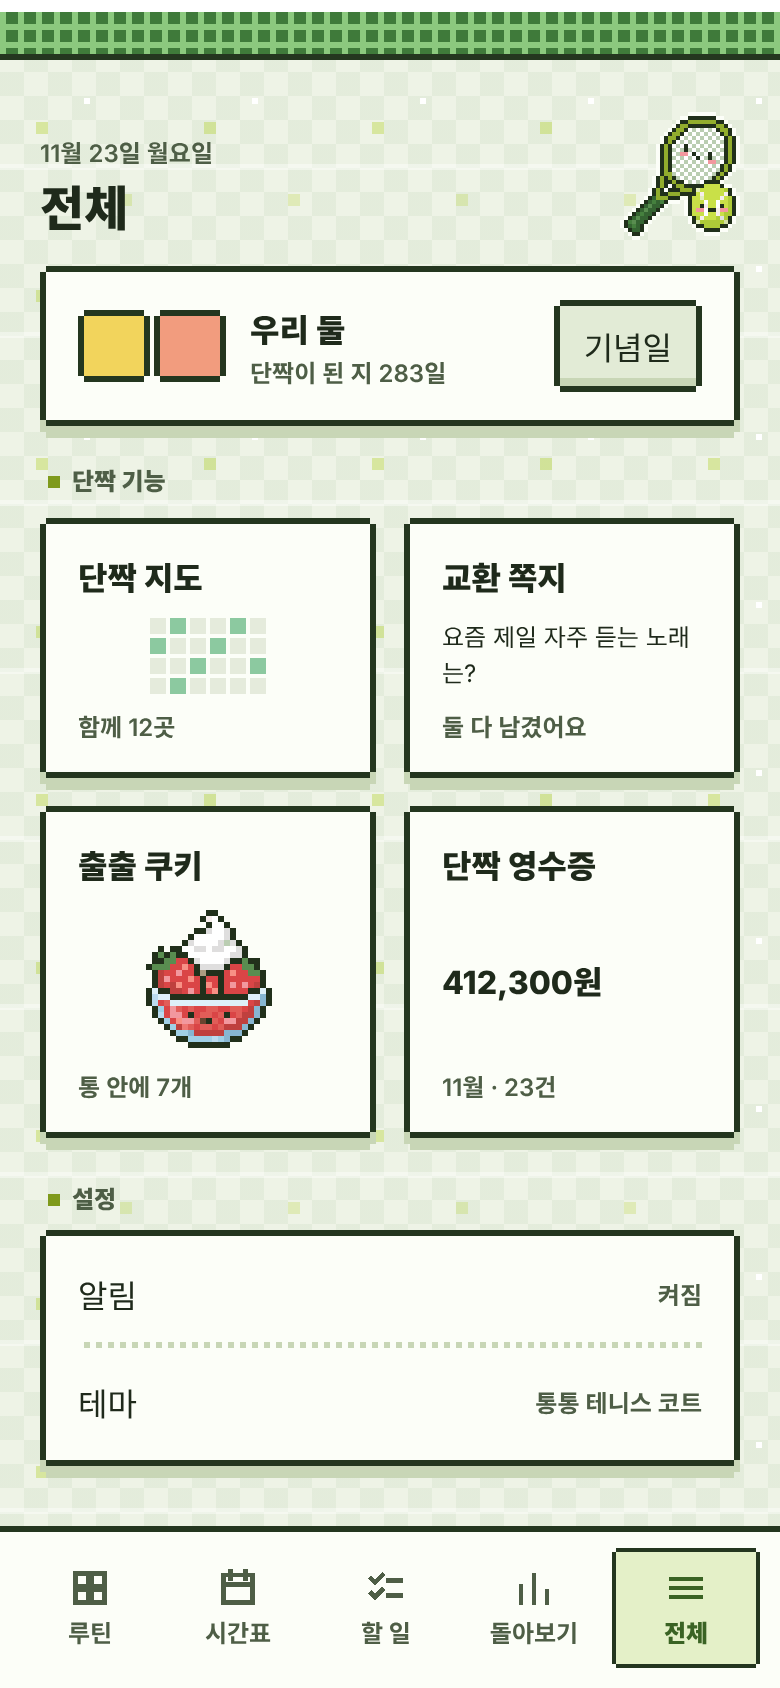 11월 23일 월요일
전체
우리 둘
단짝이 된 지 283일
기념일
단짝 기능
단짝 지도
함께 12곳
교환 쪽지
요즘 제일 자주 듣는 노래
는?
둘 다 남겼어요
출출 쿠키
통 안에 7개
단짝 영수증
412,300원
11월 · 23건
설정
알림
켜짐
테마
통통 테니스 코트
루틴
시간표
할 일
돌아보기
전체